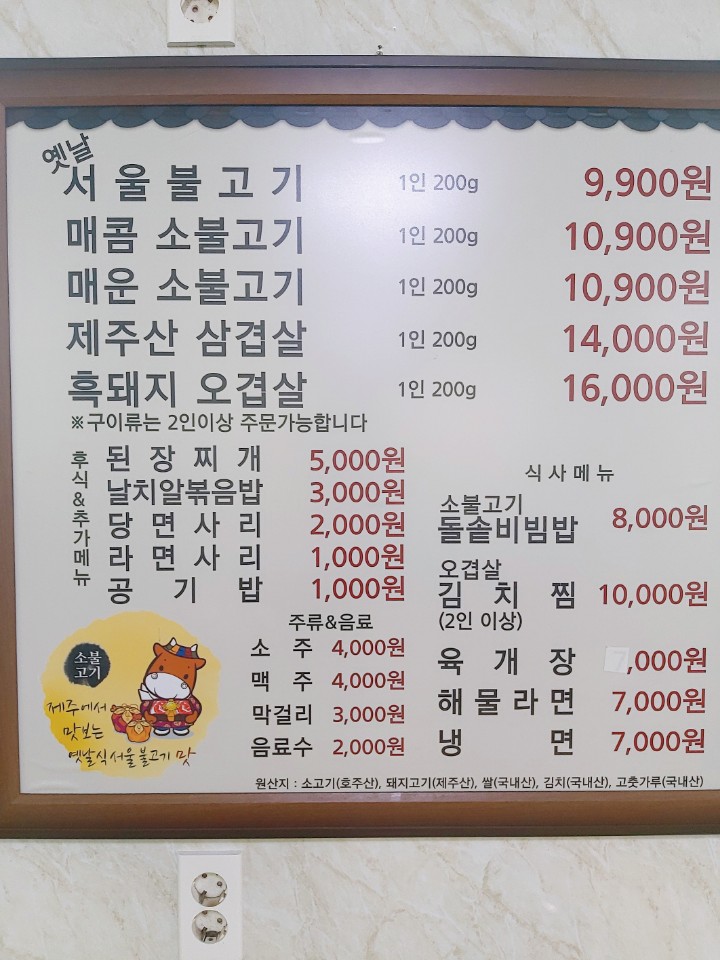 옛날
서울불고기 1인 200g 9,900원
매콤 소불고기 1인 200g 10,900원
매운 소불고기 1인 200g 10,900원
제주산 삼겹살 1인 200g 14,000원
흑돼지 오겹살 1인 200g 16,000원
※구이류는 2인이상 주문가능합니다
후식&추가메뉴
된장찌개 5,000원
날치알볶음밥 3,000원
당면사리 2,000원
라면사리 1,000원
공기밥 1,000원
주류&음료
소주 4,000원
맥주 4,000원
막걸리 3,000원
음료수 2,000원
식사메뉴
소불고기
돌솥비빔밥 8,000원
오겹살
김치찜 10,000원
(2인 이상)
육개장 ,000원
해물라면 7,000원
냉면 7,000원
소불
고기
제주에서
맛보는
옛날식 서울불고기 맛
원산지 : 소고기(호주산), 돼지고기(제주산), 쌀(국내산), 김치(국내산), 고춧가루(국내산)